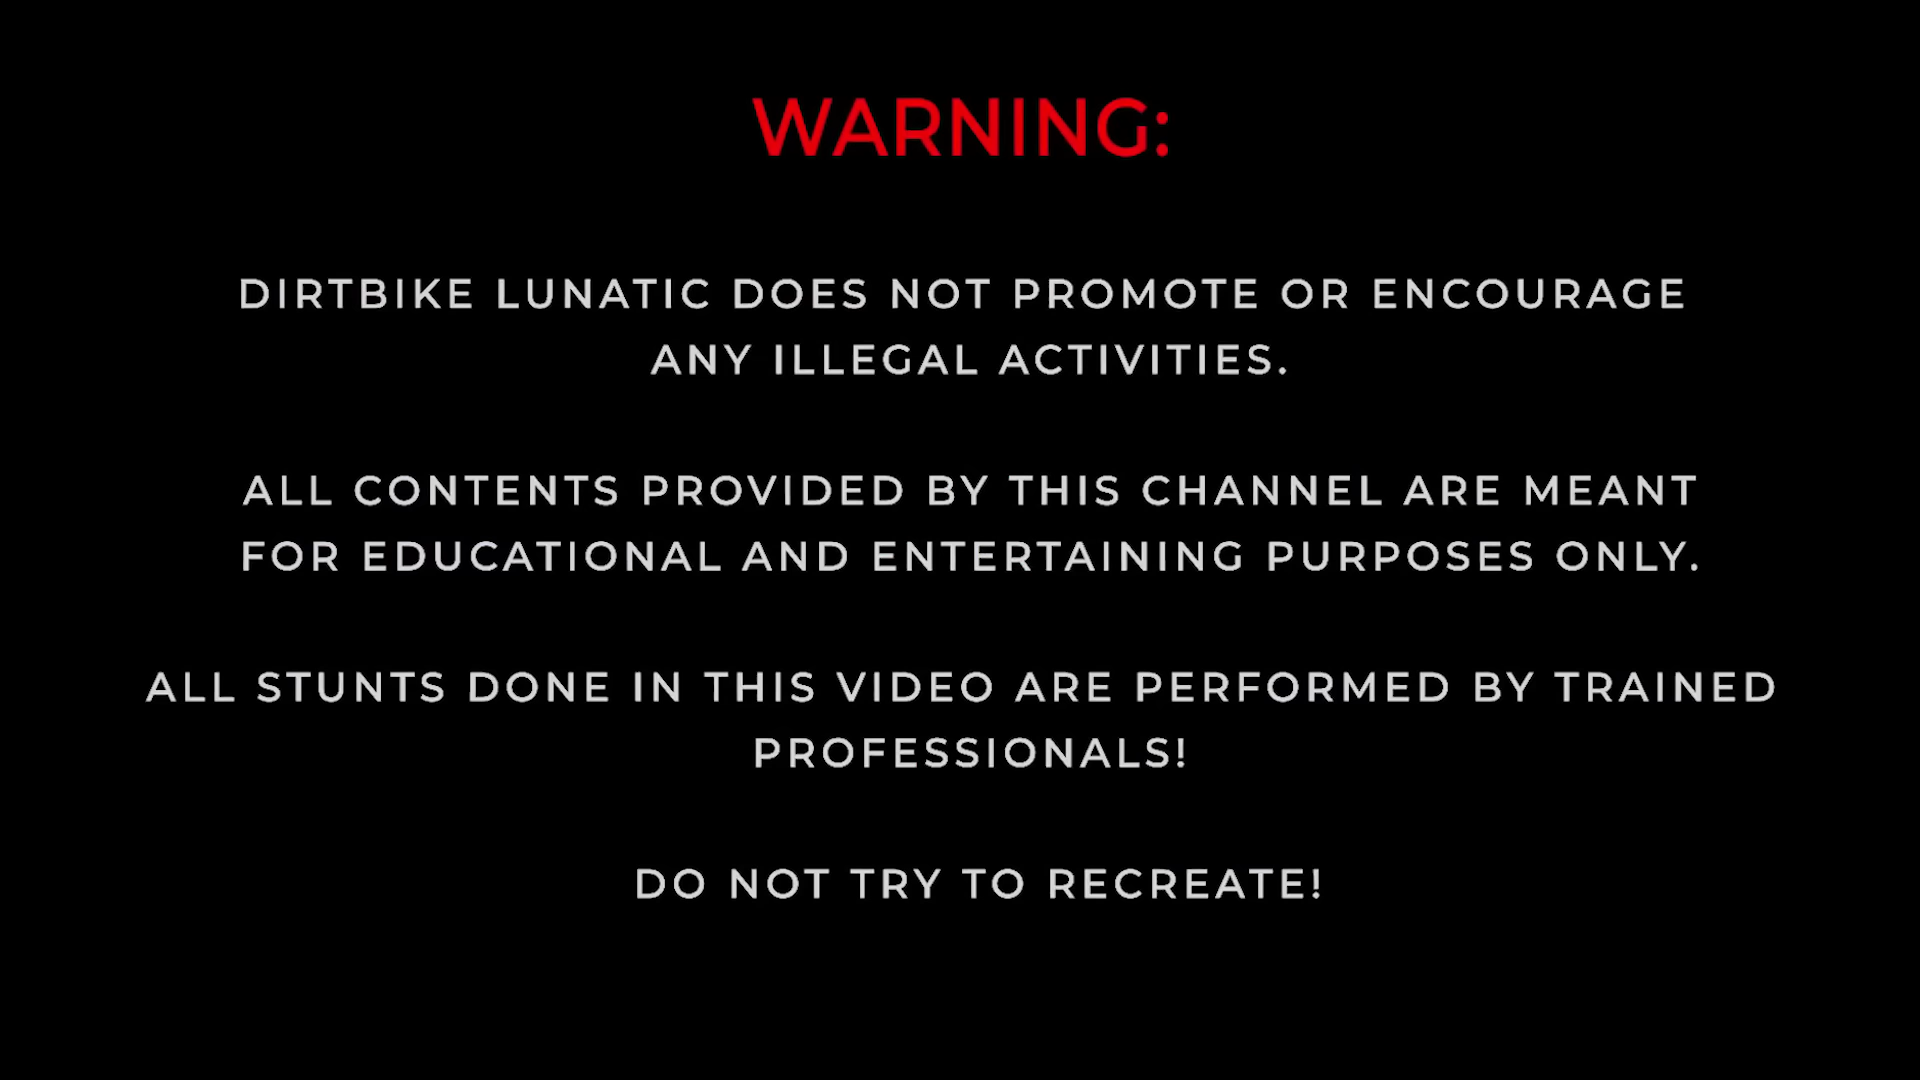 WARNING:
DIRTBIKE LUNATIC DOES NOT PROMOTE OR ENCOURAGE
ANY ILLEGAL ACTIVITIES.
ALL CONTENTS PROVIDED BY THIS CHANNEL ARE MEANT
FOR EDUCATIONAL AND ENTERTAINING PURPOSES ONLY.
ALL STUNTS DONE IN THIS VIDEO ARE PERFORMED BY TRAINED
PROFESSIONALS!
DO NOT TRY TO RECREATE!